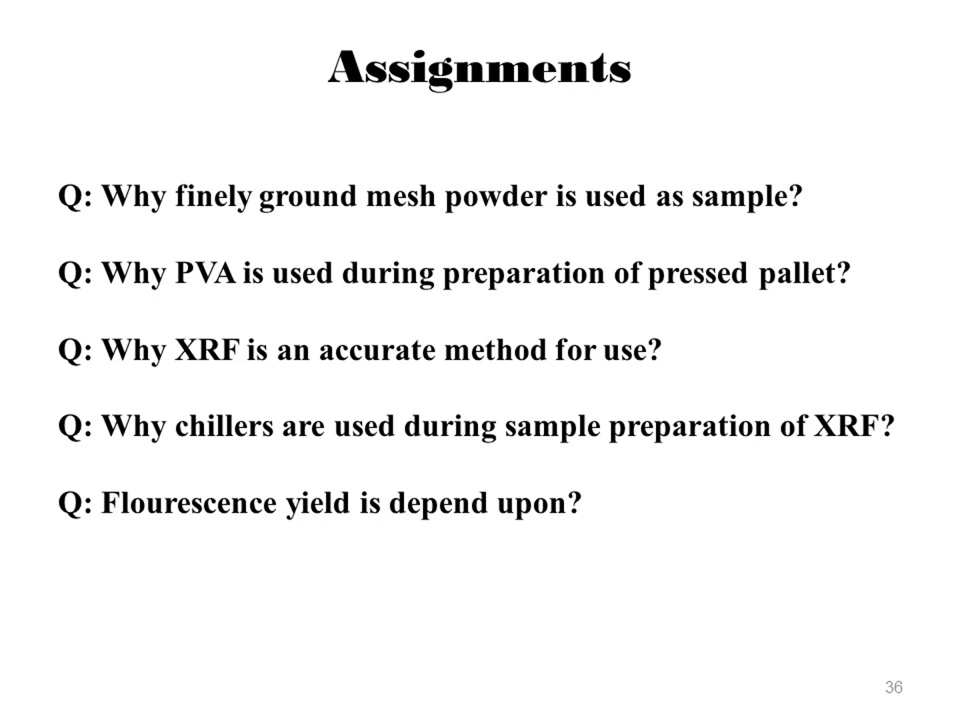 Assignments
Q: Why finely ground mesh powder is used as sample?
Q: Why PVA is used during preparation of pressed pallet?
Q: Why XRF is an accurate method for use?
Q: Why chillers are used during sample preparation of XRF?
Q: Flourescence yield is depend upon?
36